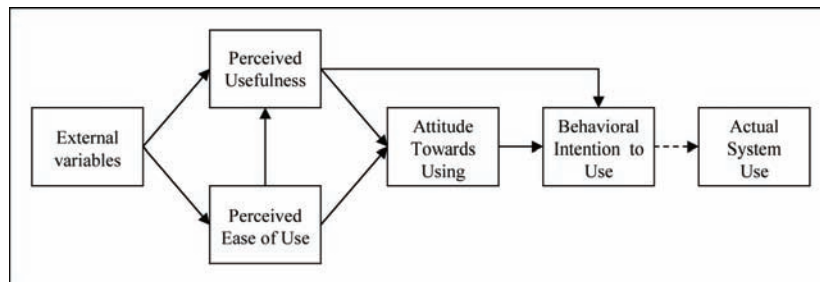 Perceived
Usefulness
External
variables
Perceived
Ease of Use
Attitude
Towards
Using
Behavioral
Intention to
Use
Actual
System
Use